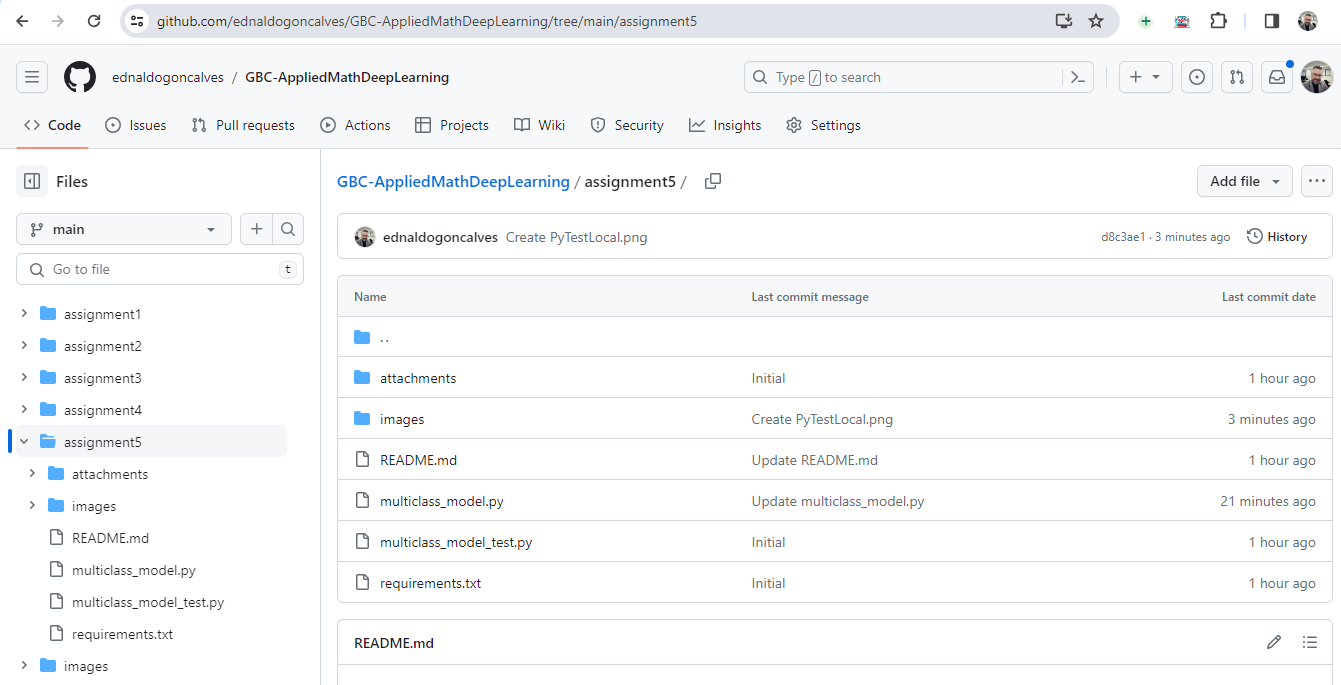 github.com/ednaldogoncalves/GBC-AppliedMathDeepLearning/tree/main/assignment5
ednaldogoncalves / GBC-AppliedMathDeepLearning
Type / to search
Code Issues Pull requests Actions Projects Wiki Security Insights Settings
Files
main
Go to file t
assignment1
assignment2
assignment3
assignment4
assignment5
attachments
images
README.md
multiclass_model.py
multiclass_model_test.py
requirements.txt
images
GBC-AppliedMathDeepLearning / assignment5 /
Add file
ednaldogoncalves Create PyTestLocal.png d8c3ae1 · 3 minutes ago History
Name Last commit message Last commit date
..
attachments Initial 1 hour ago
images Create PyTestLocal.png 3 minutes ago
README.md Update README.md 1 hour ago
multiclass_model.py Update multiclass_model.py 21 minutes ago
multiclass_model_test.py Initial 1 hour ago
requirements.txt Initial 1 hour ago
README.md